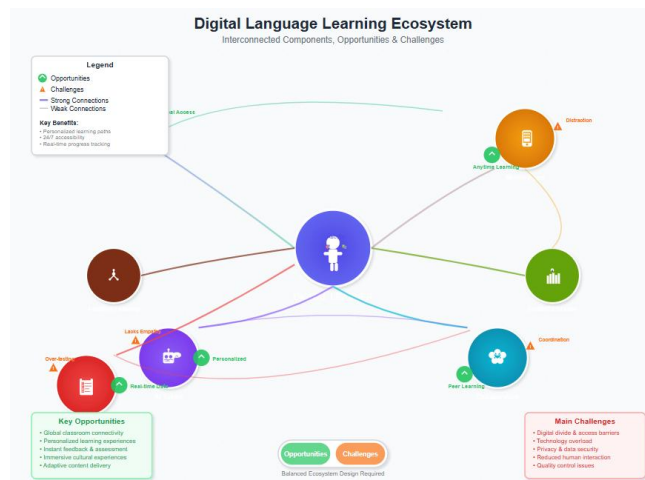 Digital Language Learning Ecosystem
Interconnected Components, Opportunities & Challenges
Legend
Opportunities
Challenges
Strong Connections
Weak Connections
Key Benefits:
• Personalized learning paths
• 24/7 accessibility
• Real-time progress tracking
Access
Distraction
Anytime Learning
Lacks
Over-testing
Personalized
Real-time
Coordination
Peer Learning
Key Opportunities
• Global classroom connectivity
• Personalized learning experiences
• Instant feedback & assessment
• Immersive cultural experiences
• Adaptive content delivery
Opportunities
Challenges
Balanced Ecosystem Design Required
Main Challenges
• Digital divide & access barriers
• Technology overload
• Privacy & data security
• Reduced human interaction
• Quality control issues